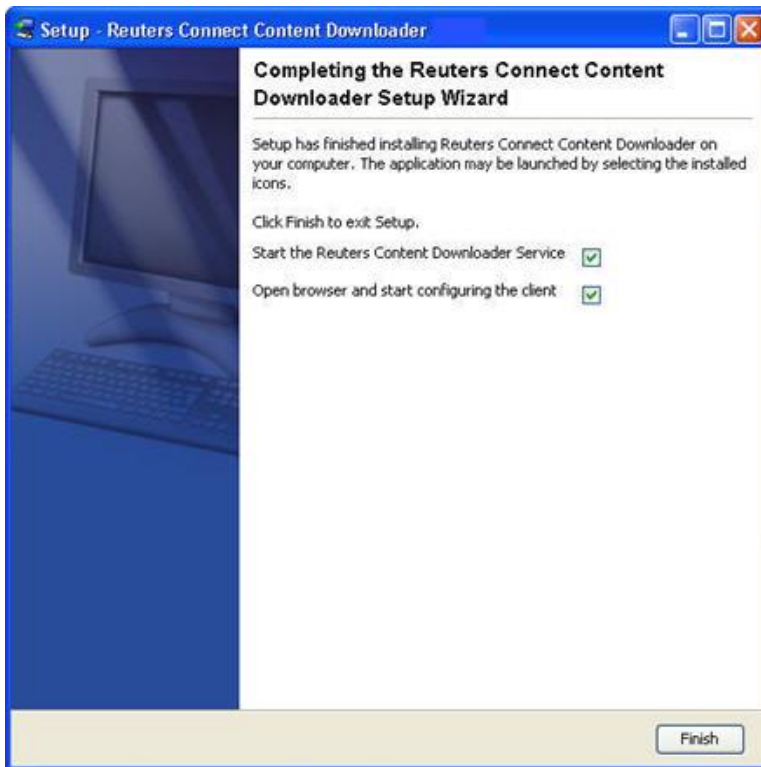 Setup - Reuters Connect Content Downloader
Completing the Reuters Connect Content
Downloader Setup Wizard
Setup has finished installing Reuters Connect Content Downloader on
your computer. The application may be launched by selecting the installed
icons.
Click Finish to exit Setup.
Start the Reuters Content Downloader Service
Open browser and start configuring the client
Finish